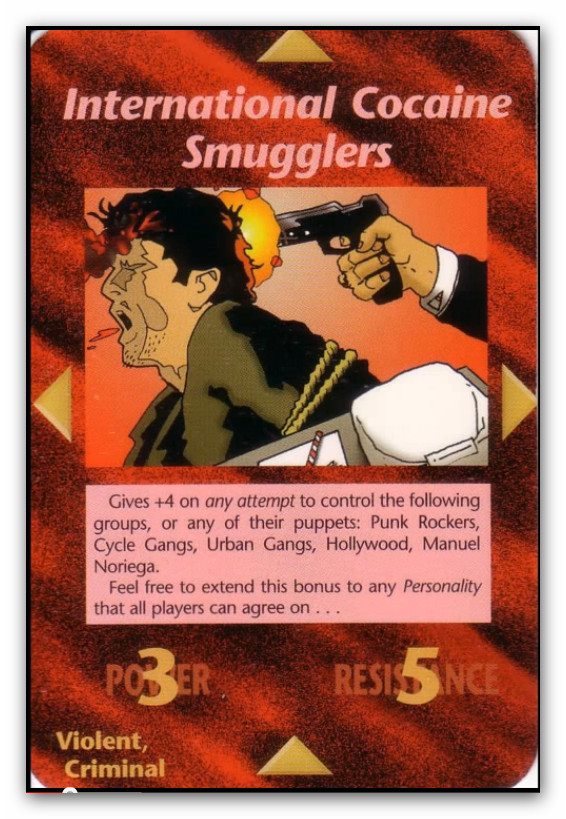 International Cocaine
Smugglers
Gives +4 on any attempt to control the following
groups, or any of their puppets: Punk Rockers,
Cycle Gangs, Urban Gangs, Hollywood, Manuel
Noriega.
Feel free to extend this bonus to any Personality
that all players can agree on . . .
POWER 3
RESISTANCE 5
Violent,
Criminal